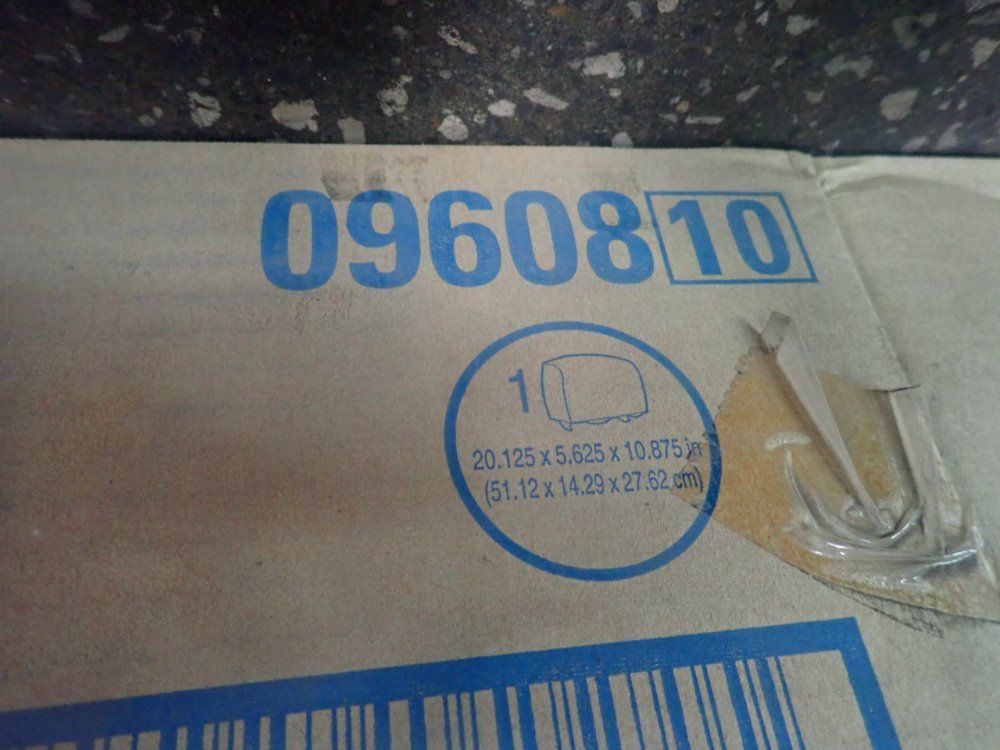 09608 10
1
20.125 x 5.625 x 10.875 in
(51.12 x 14.29 x 27.62 cm)